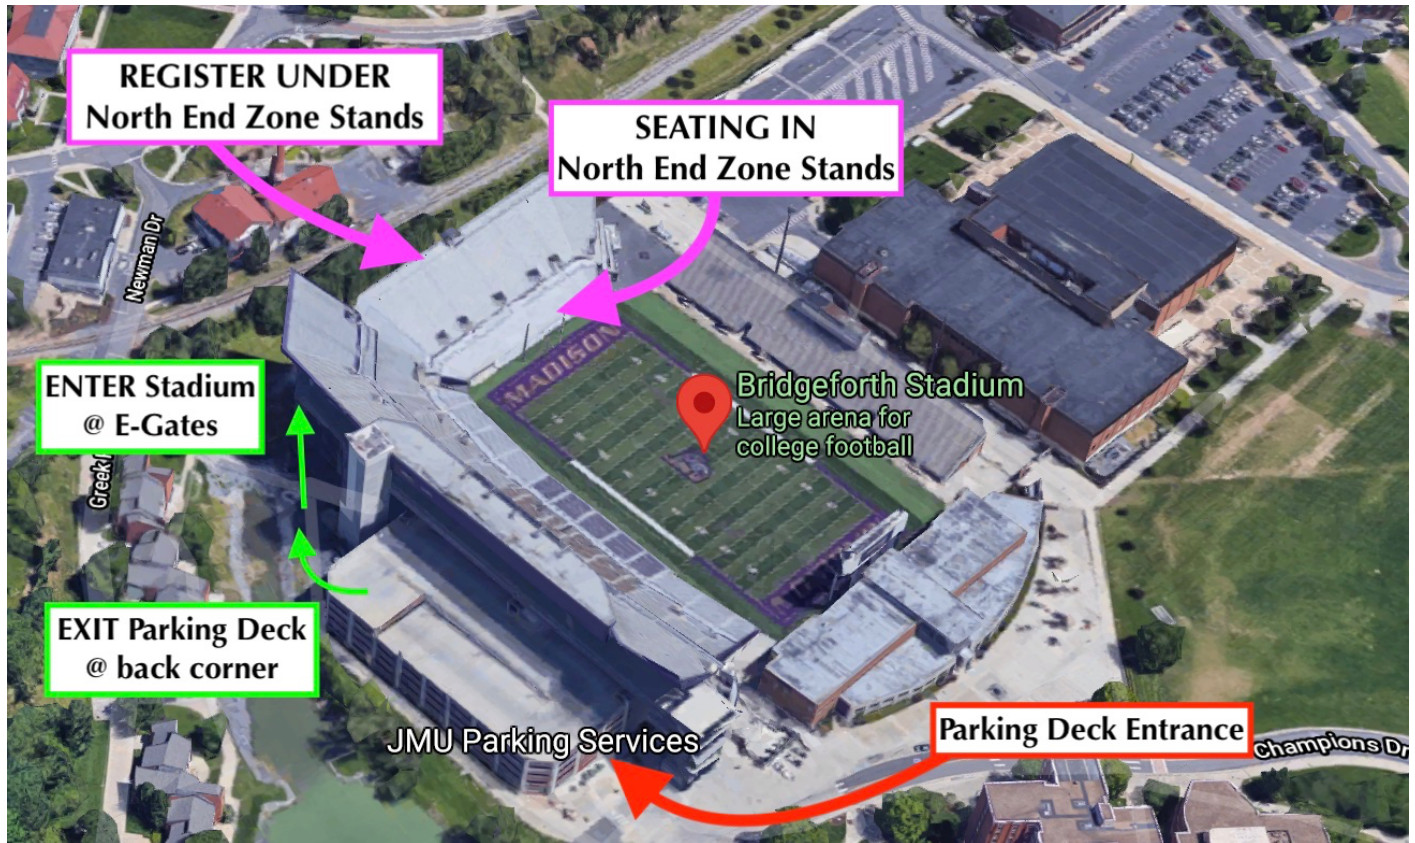 REGISTER UNDER
North End Zone Stands
SEATING IN
North End Zone Stands
Newman Dr
ENTER Stadium
@ E-Gates
MADISON
Bridgeforth Stadium
Large arena for
college football
Greek
EXIT Parking Deck
@ back corner
JMU Parking Services
Parking Deck Entrance
Champions Dr